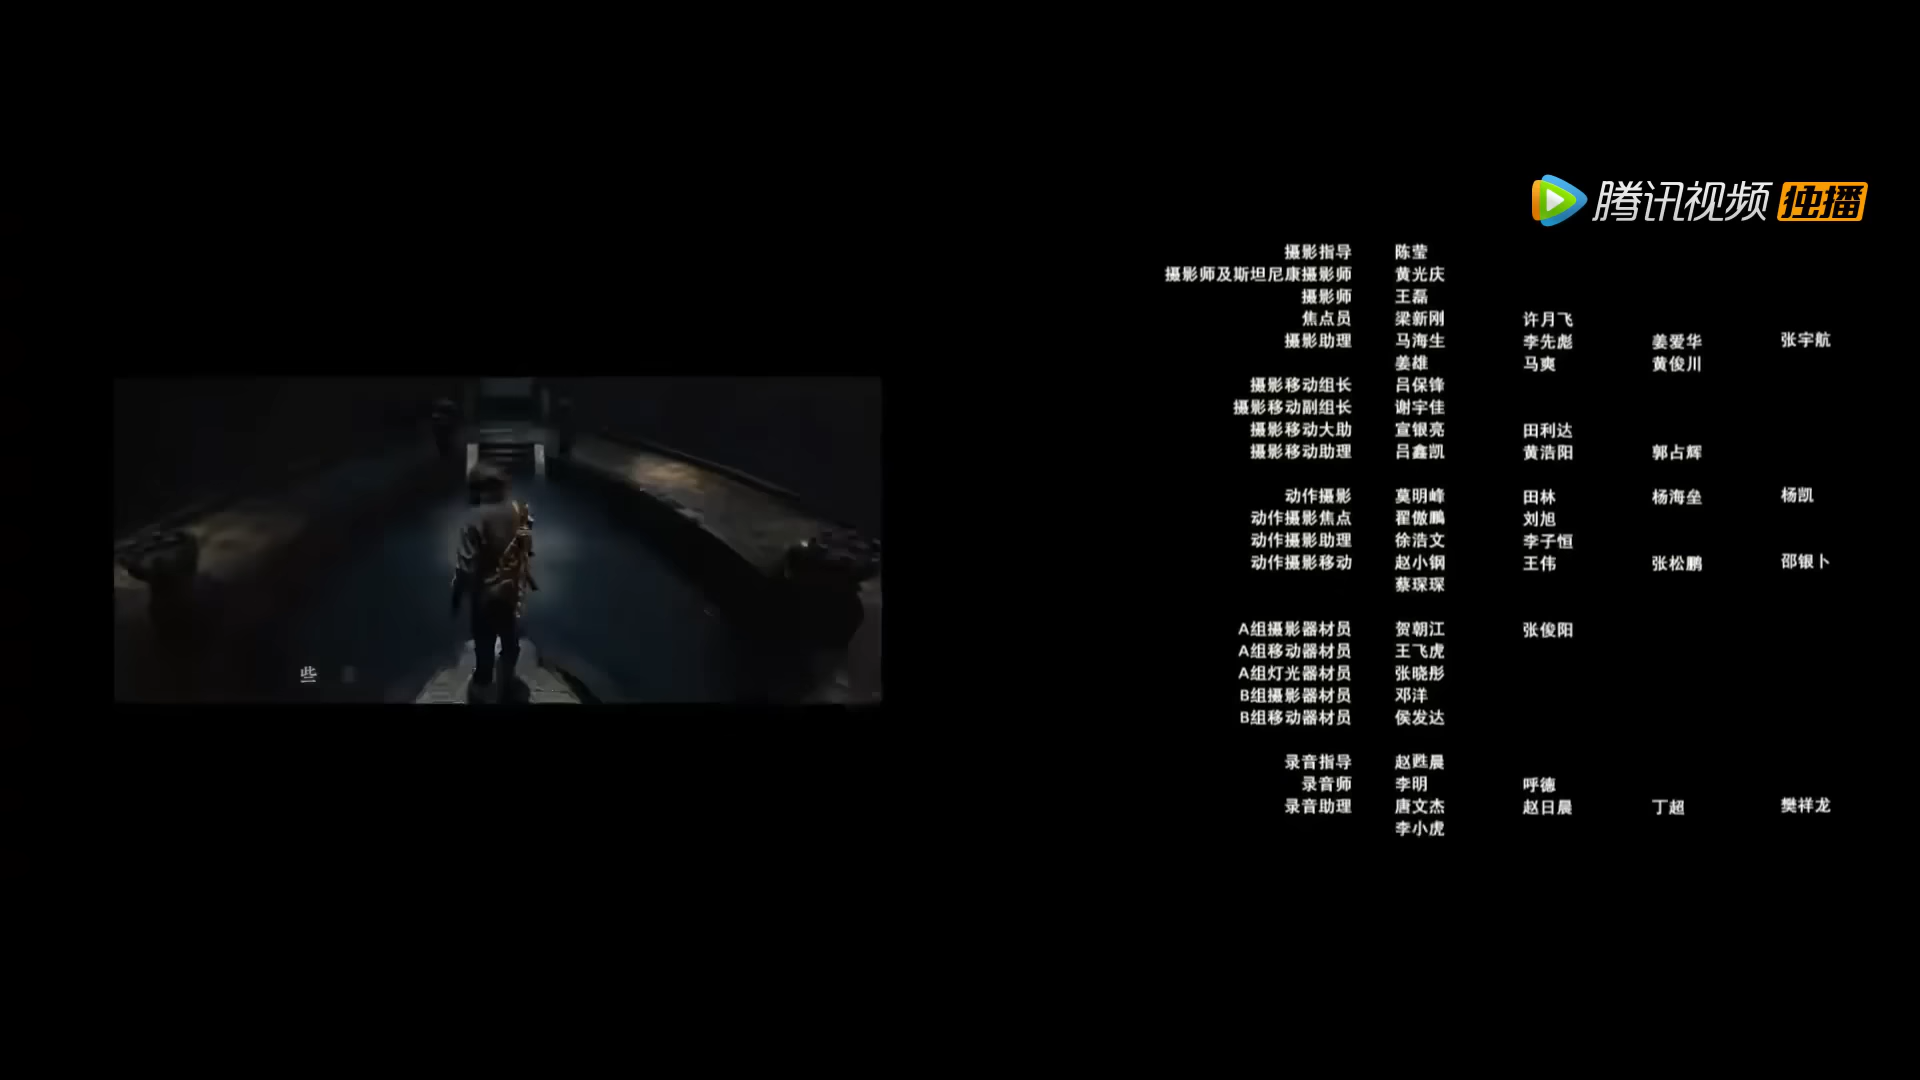 腾讯视频 独播
摄影指导 陈莹
摄影师及斯坦尼康摄影师 黄光庆
摄影师 王磊
焦点员 梁新刚 许月飞
摄影助理 马海生 李先彪 姜爱华 张宇航
姜雄 马爽 黄俊川
摄影移动组长 吕保锋
摄影移动副组长 谢宇佳
摄影移动大助 宣银亮 田利达
摄影移动助理 吕鑫凯 黄浩阳 郭占辉
动作摄影 莫明峰 田林 杨海垒 杨凯
动作摄影焦点 翟傲鹏 刘旭
动作摄影助理 徐浩文 李子恒
动作摄影移动 赵小钢 王伟 张松鹏 邵银卜
蔡琛琛
A组摄影器材员 贺朝江 张俊阳
A组移动器材员 王飞虎
A组灯光器材员 张晓彤
B组摄影器材员 邓洋
B组移动器材员 侯发达
录音指导 赵甦晨
录音师 李明 呼德
录音助理 唐文杰 赵日晨 丁超 樊祥龙
李小虎
些